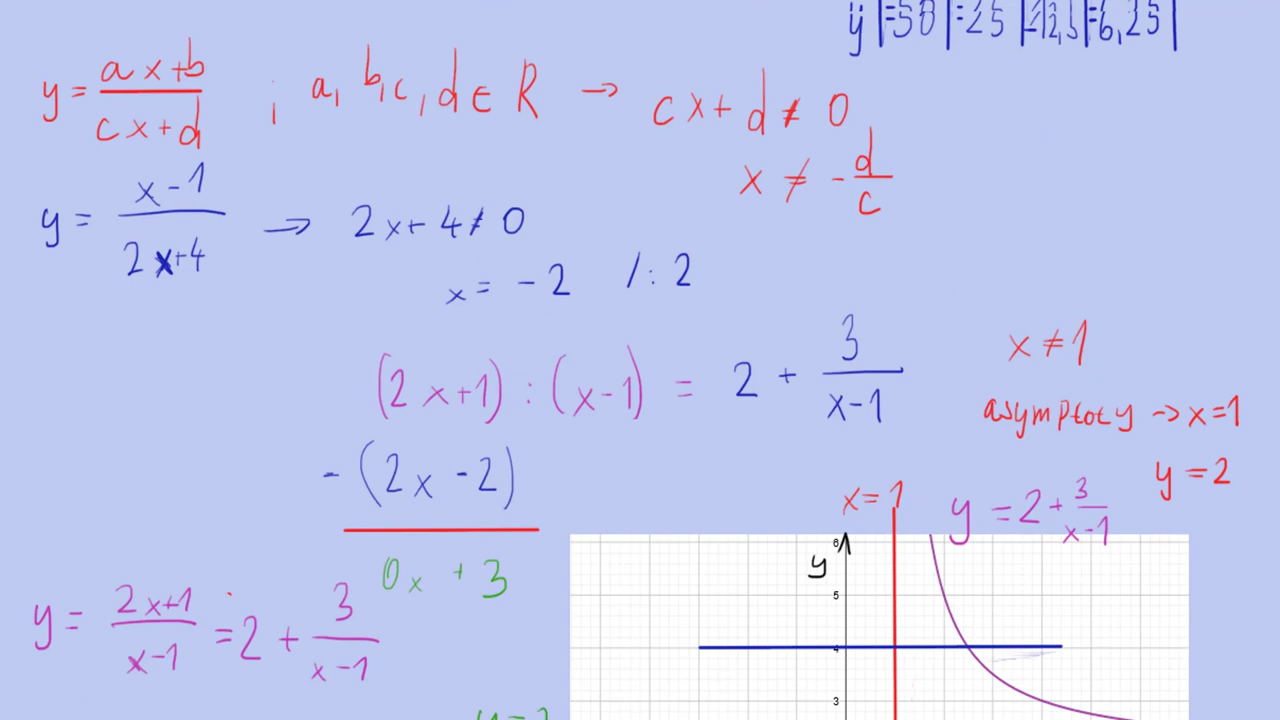 y |=50|=25|=12,5|=6,25|
y = (ax+b)/(cx+d) ; a, b, c, d ∈ R → cx+d ≠ 0
x ≠ -d/c
y = (x-1)/(2x+4) → 2x+4 ≠ 0
x = -2 /: 2
(2x+1) : (x-1) = 2 + 3/(x-1)
x ≠ 1
asymptoty → x=1
y = 2
- (2x -2)
0x + 3
y = (2x+1)/(x-1) = 2 + 3/(x-1)
x=1
y = 2 + 3/(x-1)
6
y
5
4
3